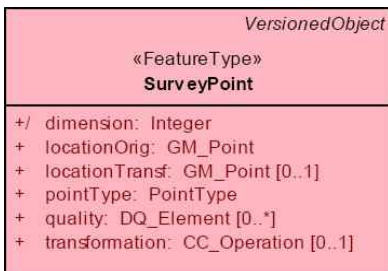 VersionedObject
«FeatureType»
SurveyPoint
+/ dimension: Integer
+ locationOrig: GM_Point
+ locationTransf: GM_Point [0..1]
+ pointType: PointType
+ quality: DQ_Element [0..*]
+ transformation: CC_Operation [0..1]